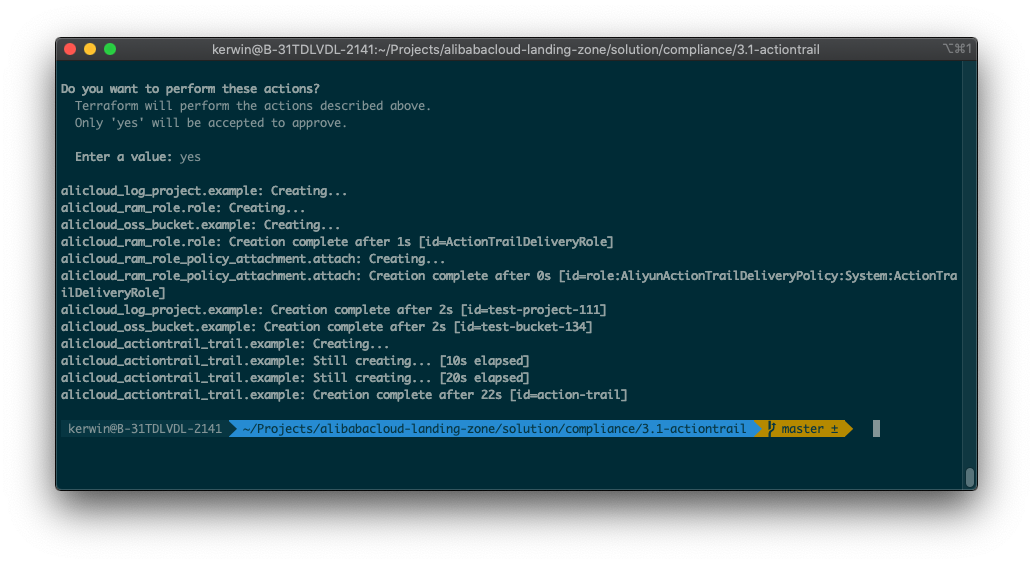 kerwin@B-31TDLVDL-2141:~/Projects/alibabacloud-landing-zone/solution/compliance/3.1-actiontrail ⌥⌘1
Do you want to perform these actions?
Terraform will perform the actions described above.
Only 'yes' will be accepted to approve.
Enter a value: yes
alicloud_log_project.example: Creating...
alicloud_ram_role.role: Creating...
alicloud_oss_bucket.example: Creating...
alicloud_ram_role.role: Creation complete after 1s [id=ActionTrailDeliveryRole]
alicloud_ram_role_policy_attachment.attach: Creating...
alicloud_ram_role_policy_attachment.attach: Creation complete after 0s [id=role:AliyunActionTrailDeliveryPolicy:System:ActionTra
ilDeliveryRole]
alicloud_log_project.example: Creation complete after 2s [id=test-project-111]
alicloud_oss_bucket.example: Creation complete after 2s [id=test-bucket-134]
alicloud_actiontrail_trail.example: Creating...
alicloud_actiontrail_trail.example: Still creating... [10s elapsed]
alicloud_actiontrail_trail.example: Still creating... [20s elapsed]
alicloud_actiontrail_trail.example: Creation complete after 22s [id=action-trail]
kerwin@B-31TDLVDL-2141 ~/Projects/alibabacloud-landing-zone/solution/compliance/3.1-actiontrail master ±